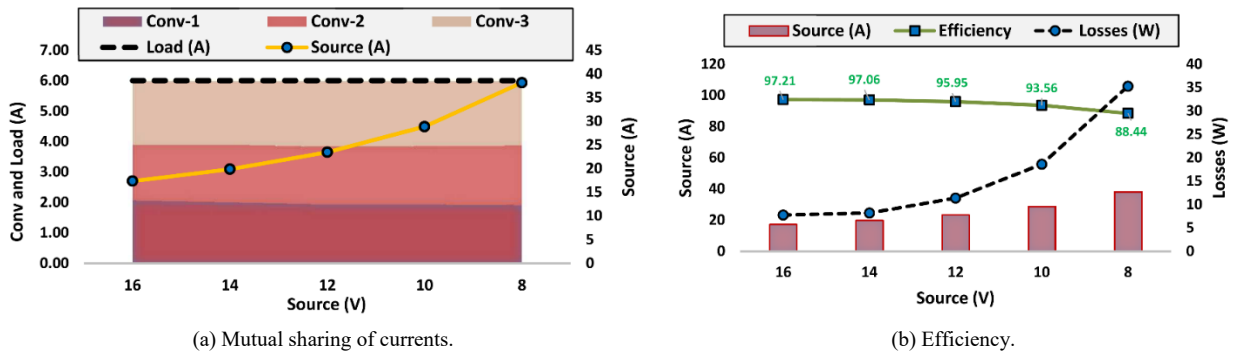 Conv-1 Conv-2 Conv-3
Load (A) Source (A)
7.00
6.00
5.00
4.00
3.00
2.00
1.00
0.00
Conv and Load (A)
45
40
35
30
25
20
15
10
5
0
Source (A)
16 14 12 10 8
Source (V)
(a) Mutual sharing of currents.
Source (A) Efficiency Losses (W)
120
100
80
60
40
20
0
Source (A)
97.21 97.06 95.95 93.56
88.44
40
35
30
25
20
15
10
5
0
Losses (W)
16 14 12 10 8
Source (V)
(b) Efficiency.